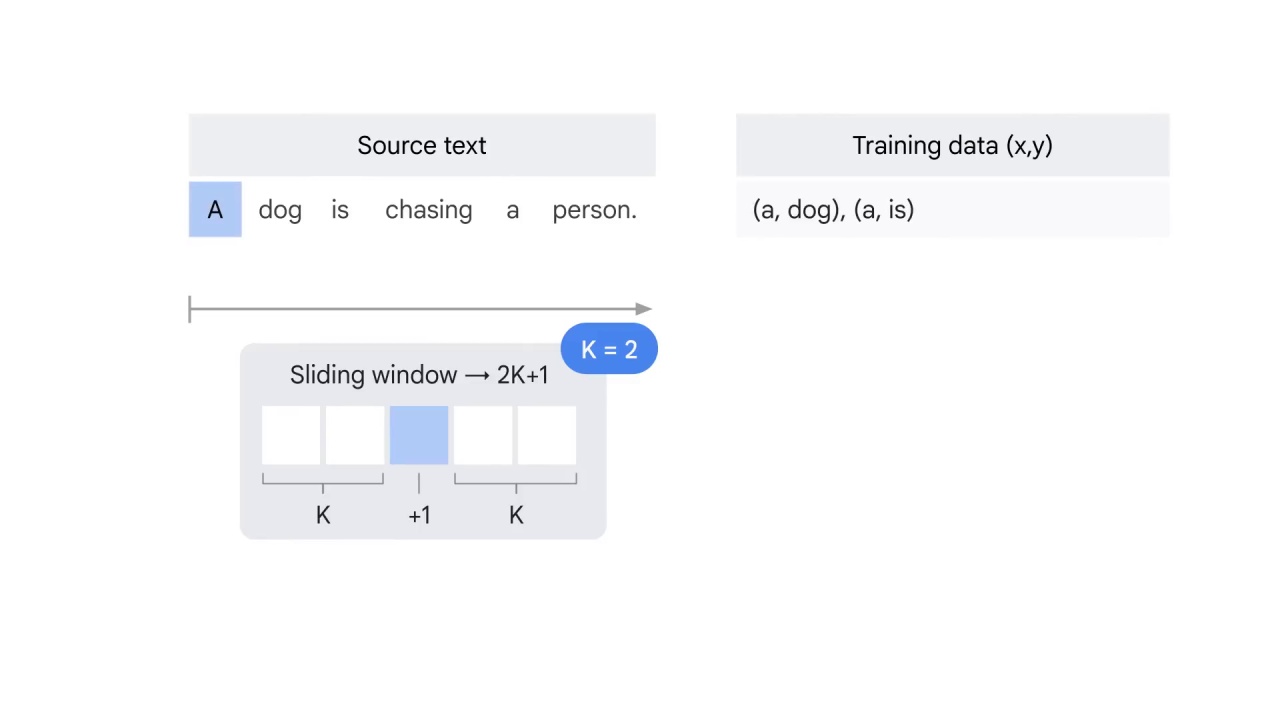 Source text
Training data (x,y)
A dog is chasing a person.
(a, dog), (a, is)
K = 2
Sliding window → 2K+1
K +1 K